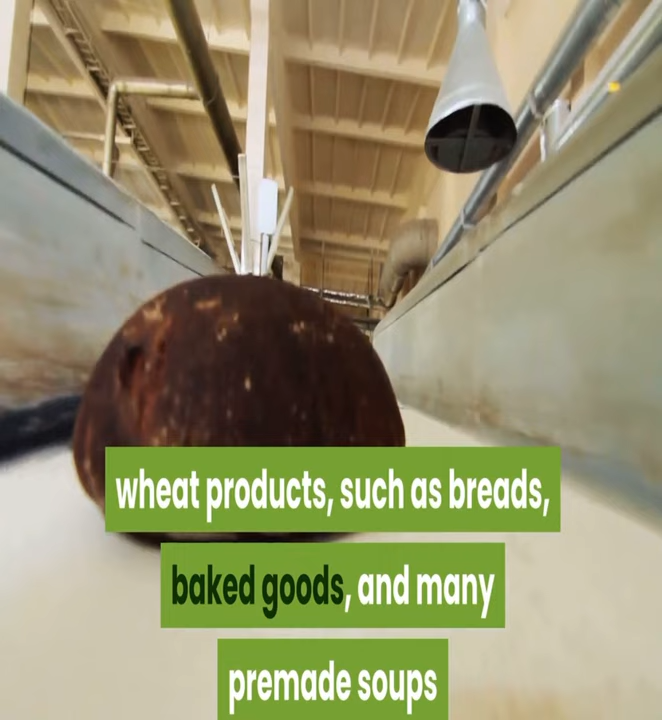 wheat products, such as breads,
baked goods, and many
premade soups